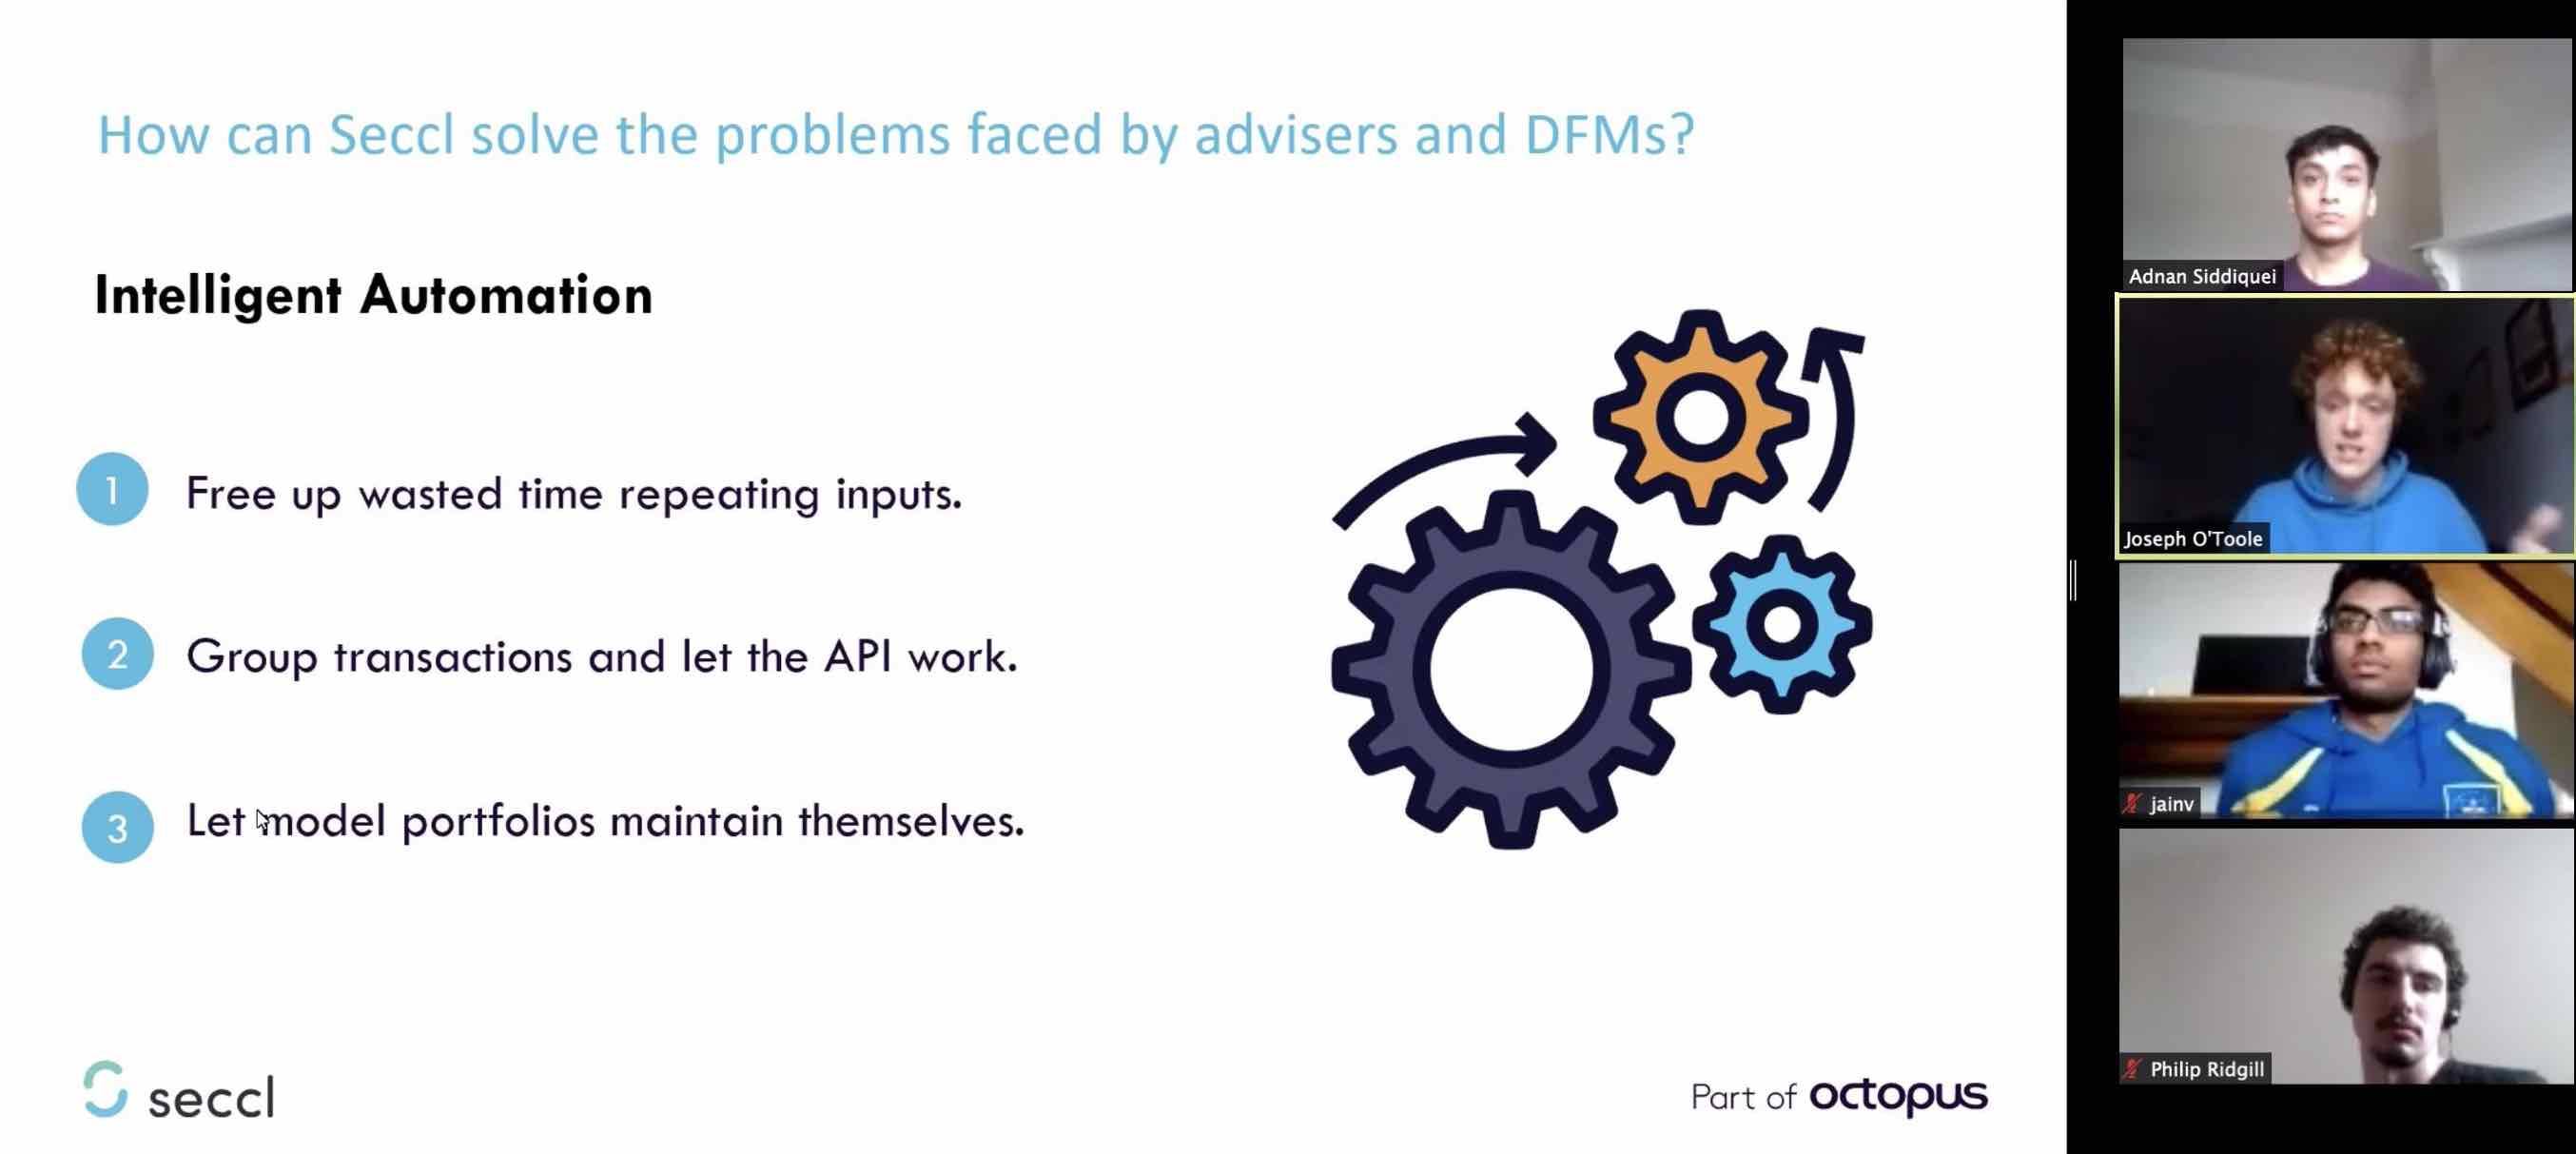 How can Seccl solve the problems faced by advisers and DFMs?
Intelligent Automation
1 Free up wasted time repeating inputs.
2 Group transactions and let the API work.
3 Let model portfolios maintain themselves.
seccl
Part of octopus
Adnan Siddiquei
Joseph O'Toole
jainv
Philip Ridgill